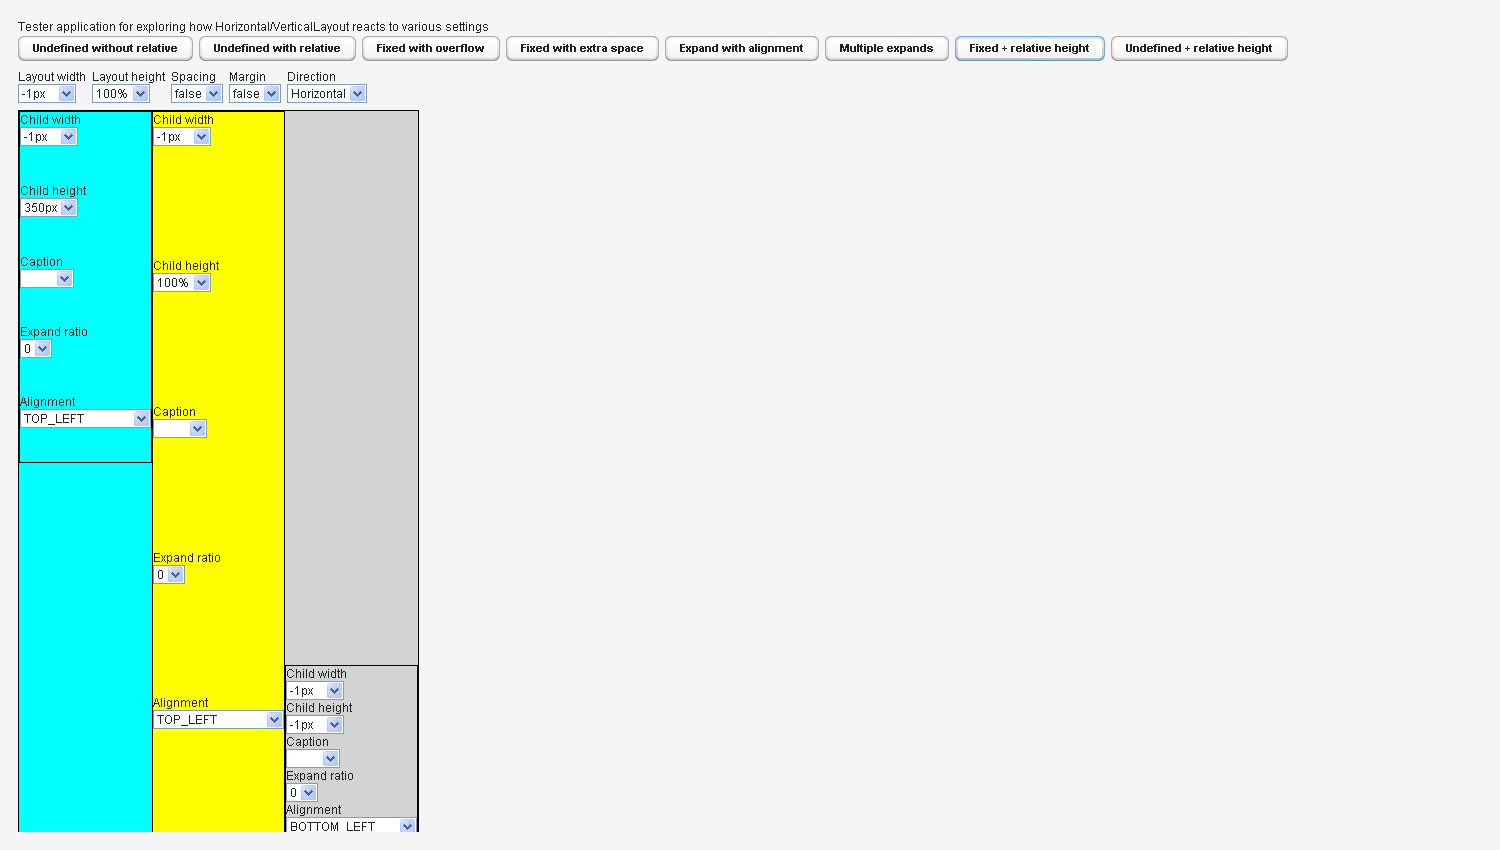 Tester application for exploring how Horizontal/VerticalLayout reacts to various settings
Undefined without relative Undefined with relative Fixed with overflow Fixed with extra space Expand with alignment Multiple expands Fixed + relative height Undefined + relative height
Layout width Layout height Spacing Margin Direction
-1px 100% false false Horizontal
Child width
-1px
Child height
350px
Caption
Expand ratio
0
Alignment
TOP_LEFT
Child width
-1px
Child height
100%
Caption
Expand ratio
0
Alignment
TOP_LEFT
Child width
-1px
Child height
-1px
Caption
Expand ratio
0
Alignment
BOTTOM_LEFT